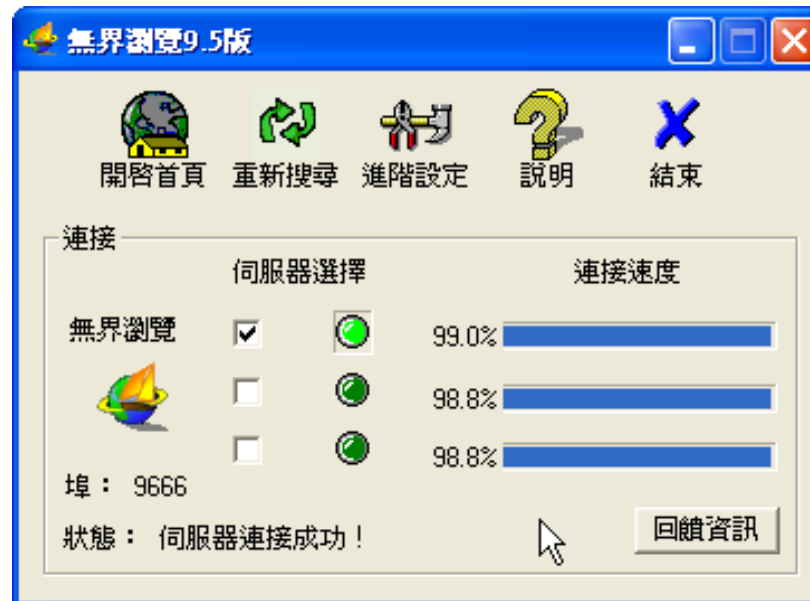 無界瀏覽9.5版
開啓首頁 重新搜尋 進階設定 說明 結束
連接
伺服器選擇 連接速度
無界瀏覽 99.0%
98.8%
98.8%
埠： 9666
狀態： 伺服器連接成功！ 回饋資訊